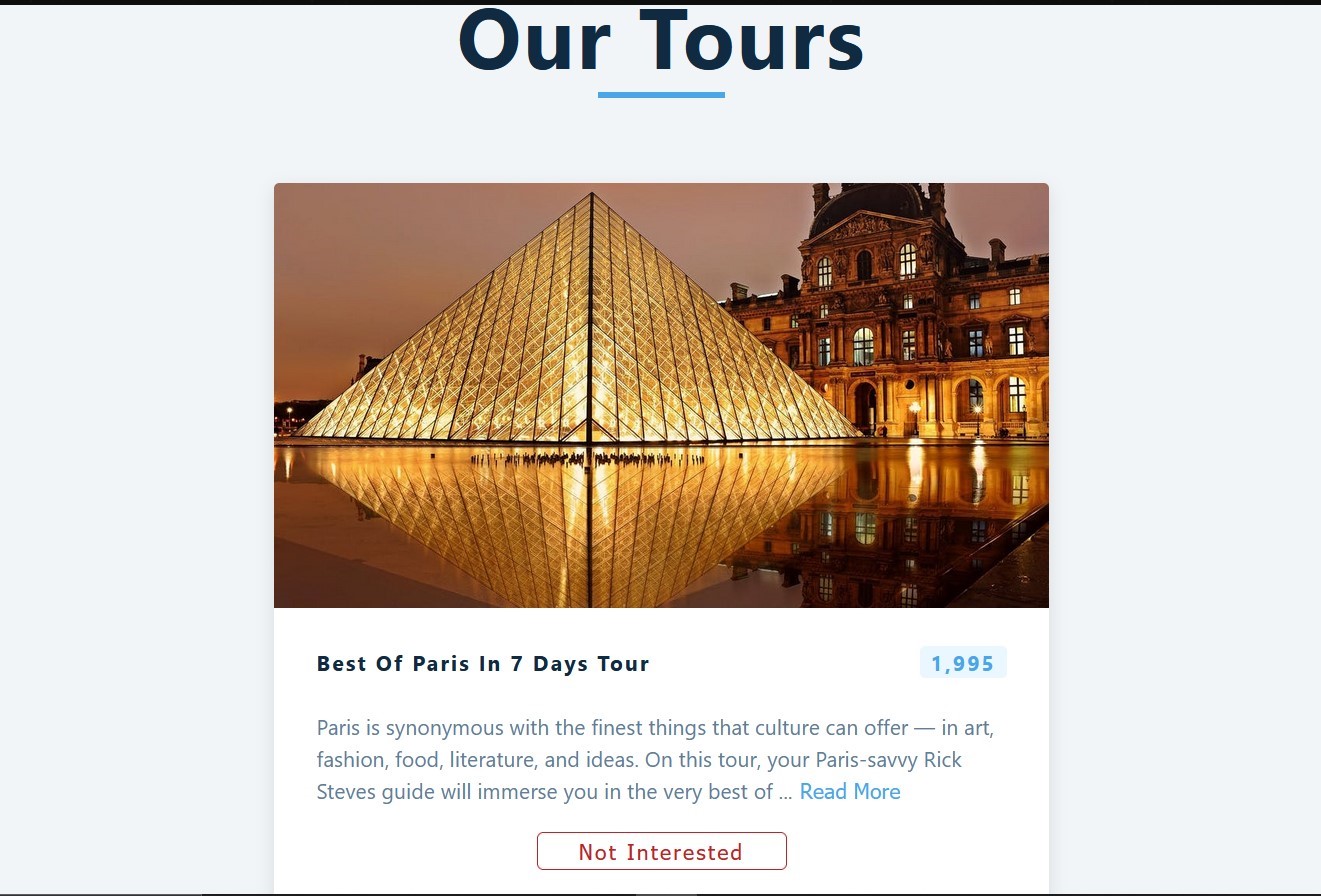 Our Tours
Best Of Paris In 7 Days Tour
1,995
Paris is synonymous with the finest things that culture can offer — in art,
fashion, food, literature, and ideas. On this tour, your Paris-savvy Rick
Steves guide will immerse you in the very best of ... Read More
Not Interested